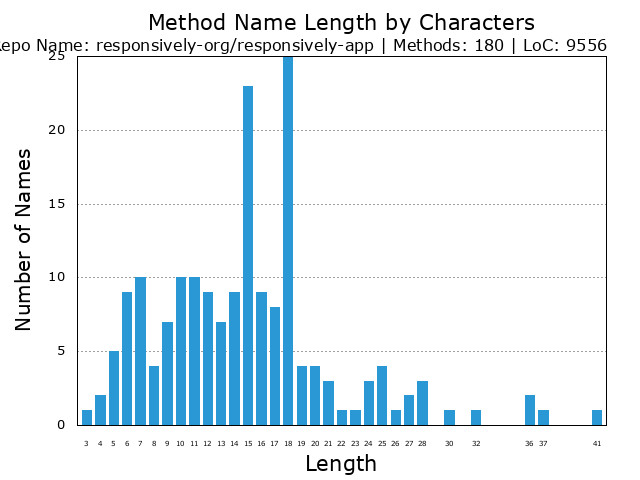 Method Name Length by Characters
Repo Name: responsively-org/responsively-app | Methods: 180 | LoC: 9556
25
20
15
10
5
0
Number of Names
3 4 5 6 7 8 9 10 11 12 13 14 15 16 17 18 19 20 21 22 23 24 25 26 27 28 30 32 36 37 41
Length